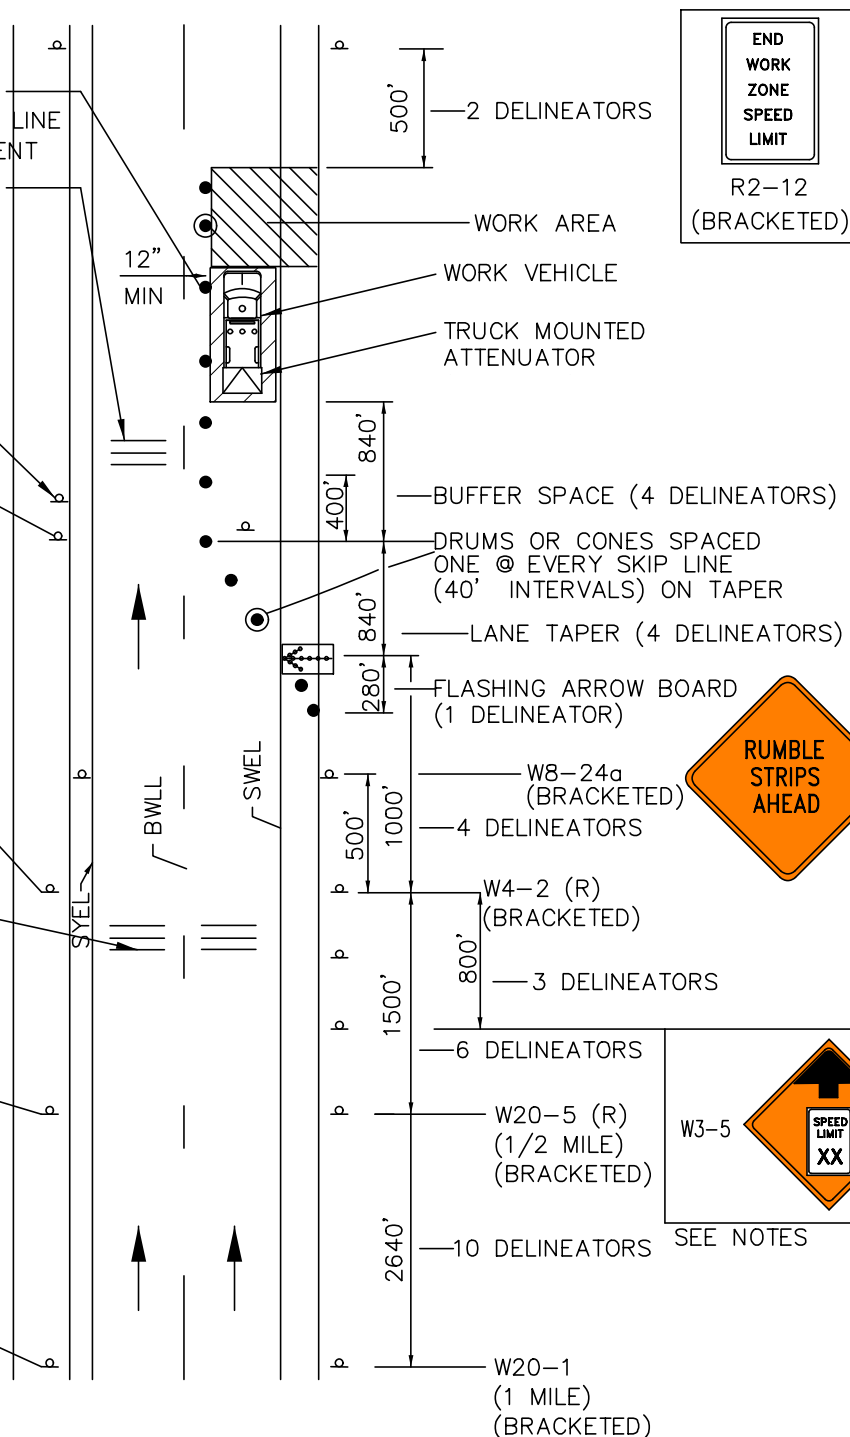 END
WORK
ZONE
SPEED
LIMIT
R2-12
(BRACKETED)
500'
2 DELINEATORS
LINE
WORK AREA
12"
MIN
WORK VEHICLE
TRUCK MOUNTED
ATTENUATOR
840'
400'
BUFFER SPACE (4 DELINEATORS)
DRUMS OR CONES SPACED
ONE @ EVERY SKIP LINE
(40' INTERVALS) ON TAPER
840'
LANE TAPER (4 DELINEATORS)
280'
FLASHING ARROW BOARD
(1 DELINEATOR)
RUMBLE
STRIPS
AHEAD
W8-24a
(BRACKETED)
SWEL
BWLL
SYEL
500'
1000'
4 DELINEATORS
W4-2 (R)
(BRACKETED)
800'
3 DELINEATORS
1500'
6 DELINEATORS
W3-5
SPEED
LIMIT
XX
SEE NOTES
W20-5 (R)
(1/2 MILE)
(BRACKETED)
2640'
10 DELINEATORS
W20-1
(1 MILE)
(BRACKETED)